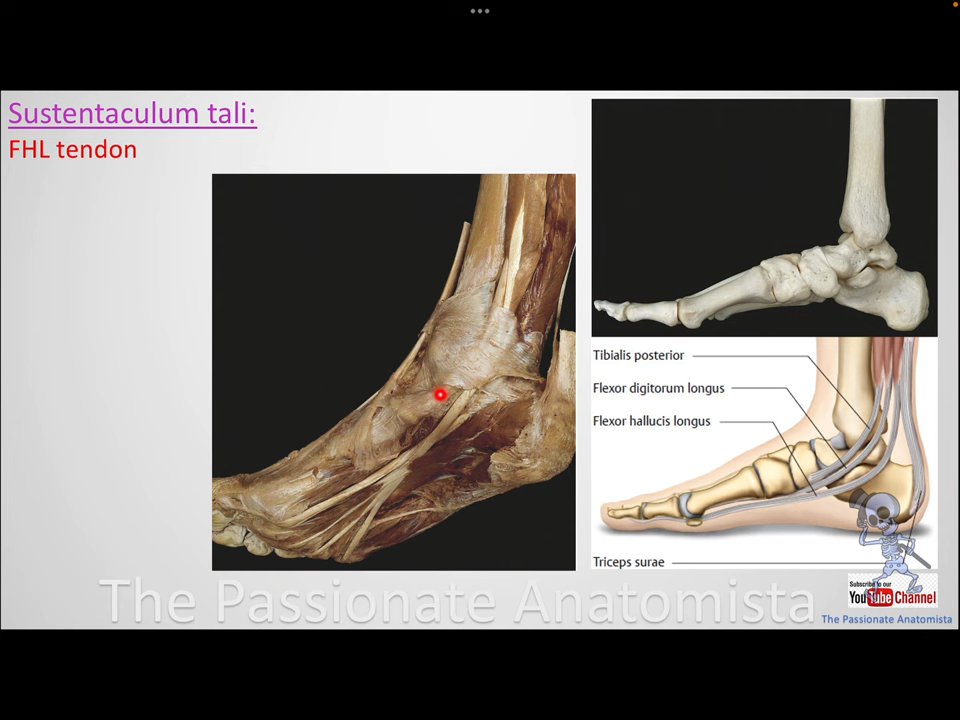 Sustentaculum tali:
FHL tendon
Tibialis posterior
Flexor digitorum longus
Flexor hallucis longus
Triceps surae
The Passionate Anatomista
Subscribe to our
YouTube Channel
The Passionate Anatomista